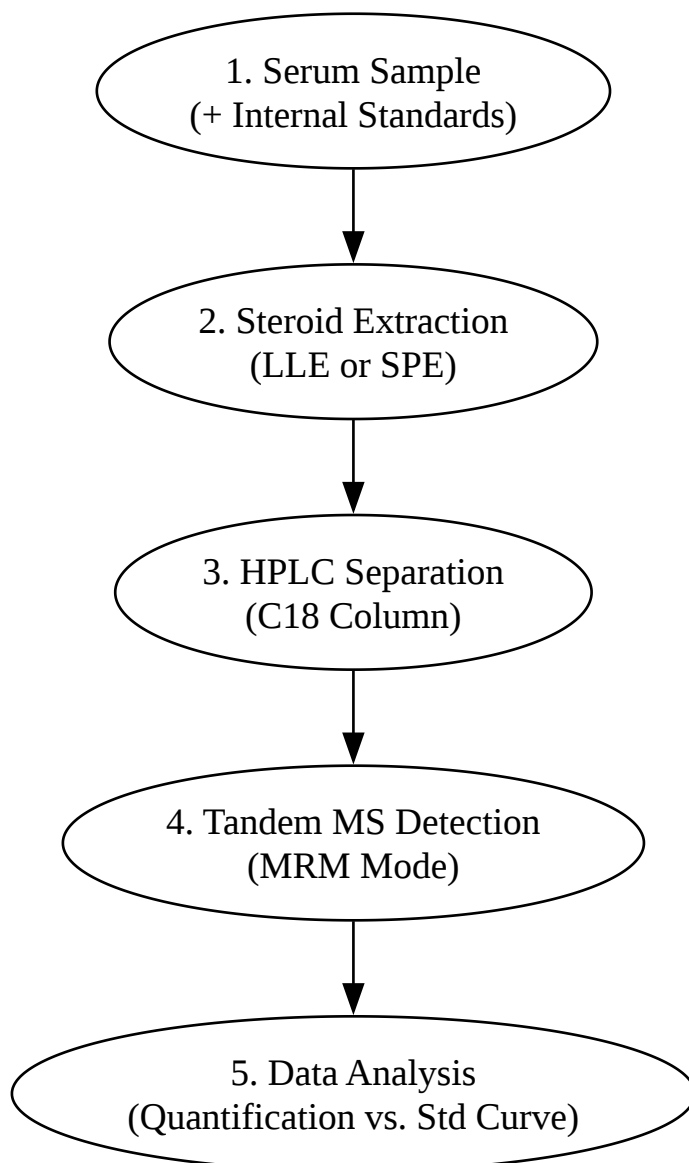 1. Serum Sample
(+ Internal Standards)
2. Steroid Extraction
(LLE or SPE)
3. HPLC Separation
(C18 Column)
4. Tandem MS Detection
(MRM Mode)
5. Data Analysis
(Quantification vs. Std Curve)